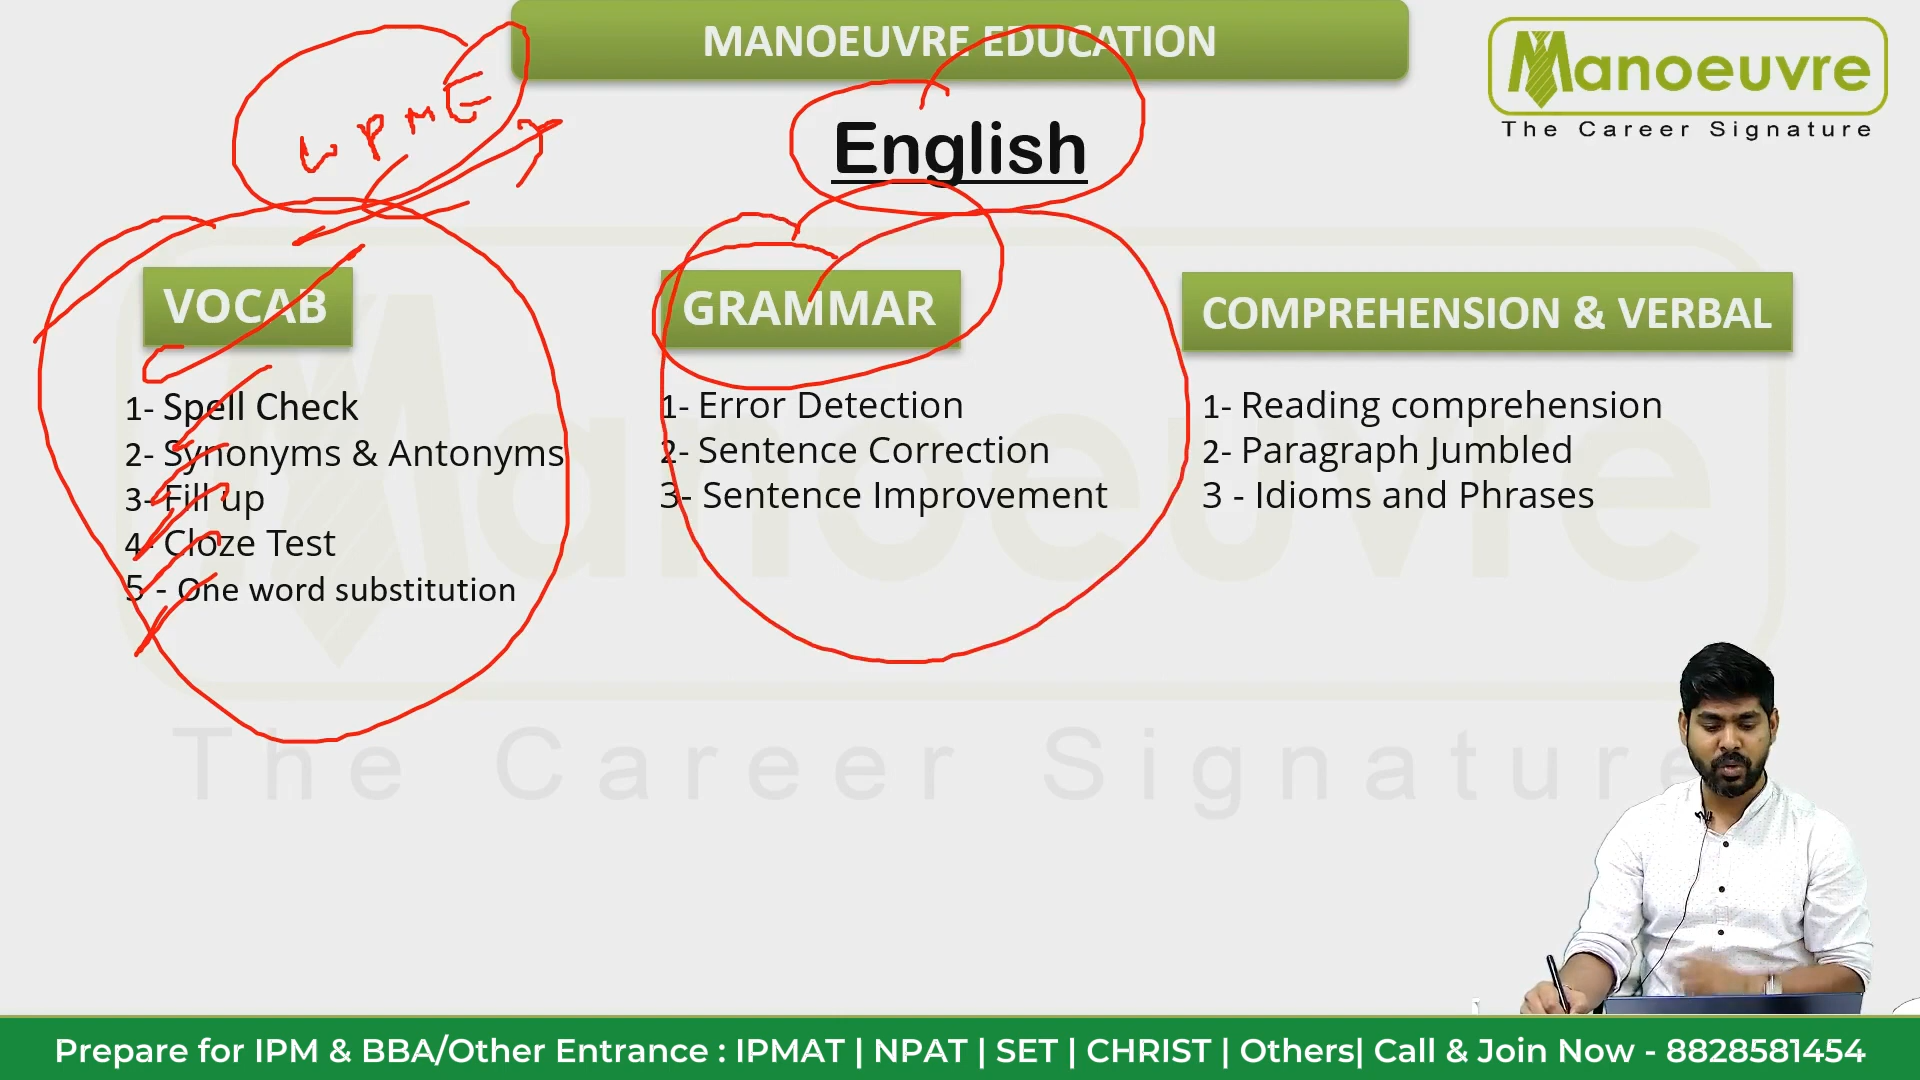 MANOEUVRE EDUCATION
Manoeuvre
The Career Signature
English
VOCAB
1- Spell Check
2- Synonyms & Antonyms
3- Fill up
4- Cloze Test
5 - One word substitution
GRAMMAR
1- Error Detection
2- Sentence Correction
3- Sentence Improvement
COMPREHENSION & VERBAL
1- Reading comprehension
2- Paragraph Jumbled
3 - Idioms and Phrases
Manoeuvre
The Career Signature
Prepare for IPM & BBA/Other Entrance : IPMAT | NPAT | SET | CHRIST | Others| Call & Join Now - 8828581454